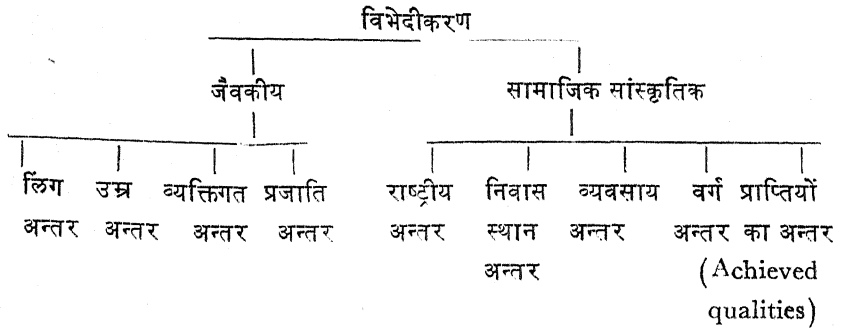 विभेदीकरण
जैवकीय सामाजिक सांस्कृतिक
लिंग उम्र व्यक्तिगत प्रजाति राष्ट्रीय निवास व्यवसाय वर्ग प्राप्तियों
अन्तर अन्तर अन्तर अन्तर अन्तर स्थान अन्तर अन्तर का अन्तर
अन्तर (Achieved
qualities)